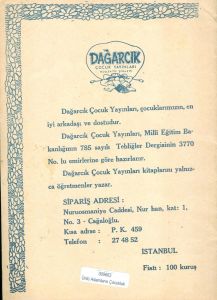 DAĞARCIK
ÇOCUK YAYINLARI
Dağarcık Çocuk Yayınları, çocuklarımızın, en
iyi arkadaşı ve dostudur.
Dağarcık Çocuk Yayınları, Milli Eğitim Ba-
kanlığının 785 sayılı Tebliğler Dergisinin 3770
No. lu emirlerine göre hazırlanır.
Dağarcık Çocuk Yayınları kitaplarını yalnız-
ca öğretmenler yazar.
SİPARİŞ ADRESİ :
Nuruosmaniye Caddesi, Nur han, kat: 1,
No. 3 - Cağaloğlu.
Kısa adres : P. K. 459
Telefon : 27 48 52
İSTANBUL
Fiatı : 100 kuruş